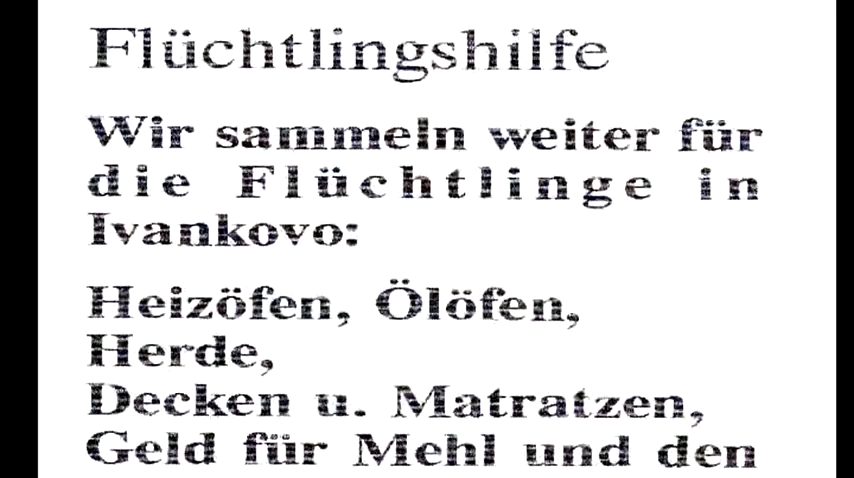 Flüchtlingshilfe
Wir sammeln weiter für
die Flüchtlinge in
Ivankovo:
Heizöfen, Ölöfen,
Herde,
Decken u. Matratzen,
Geld für Mehl und den